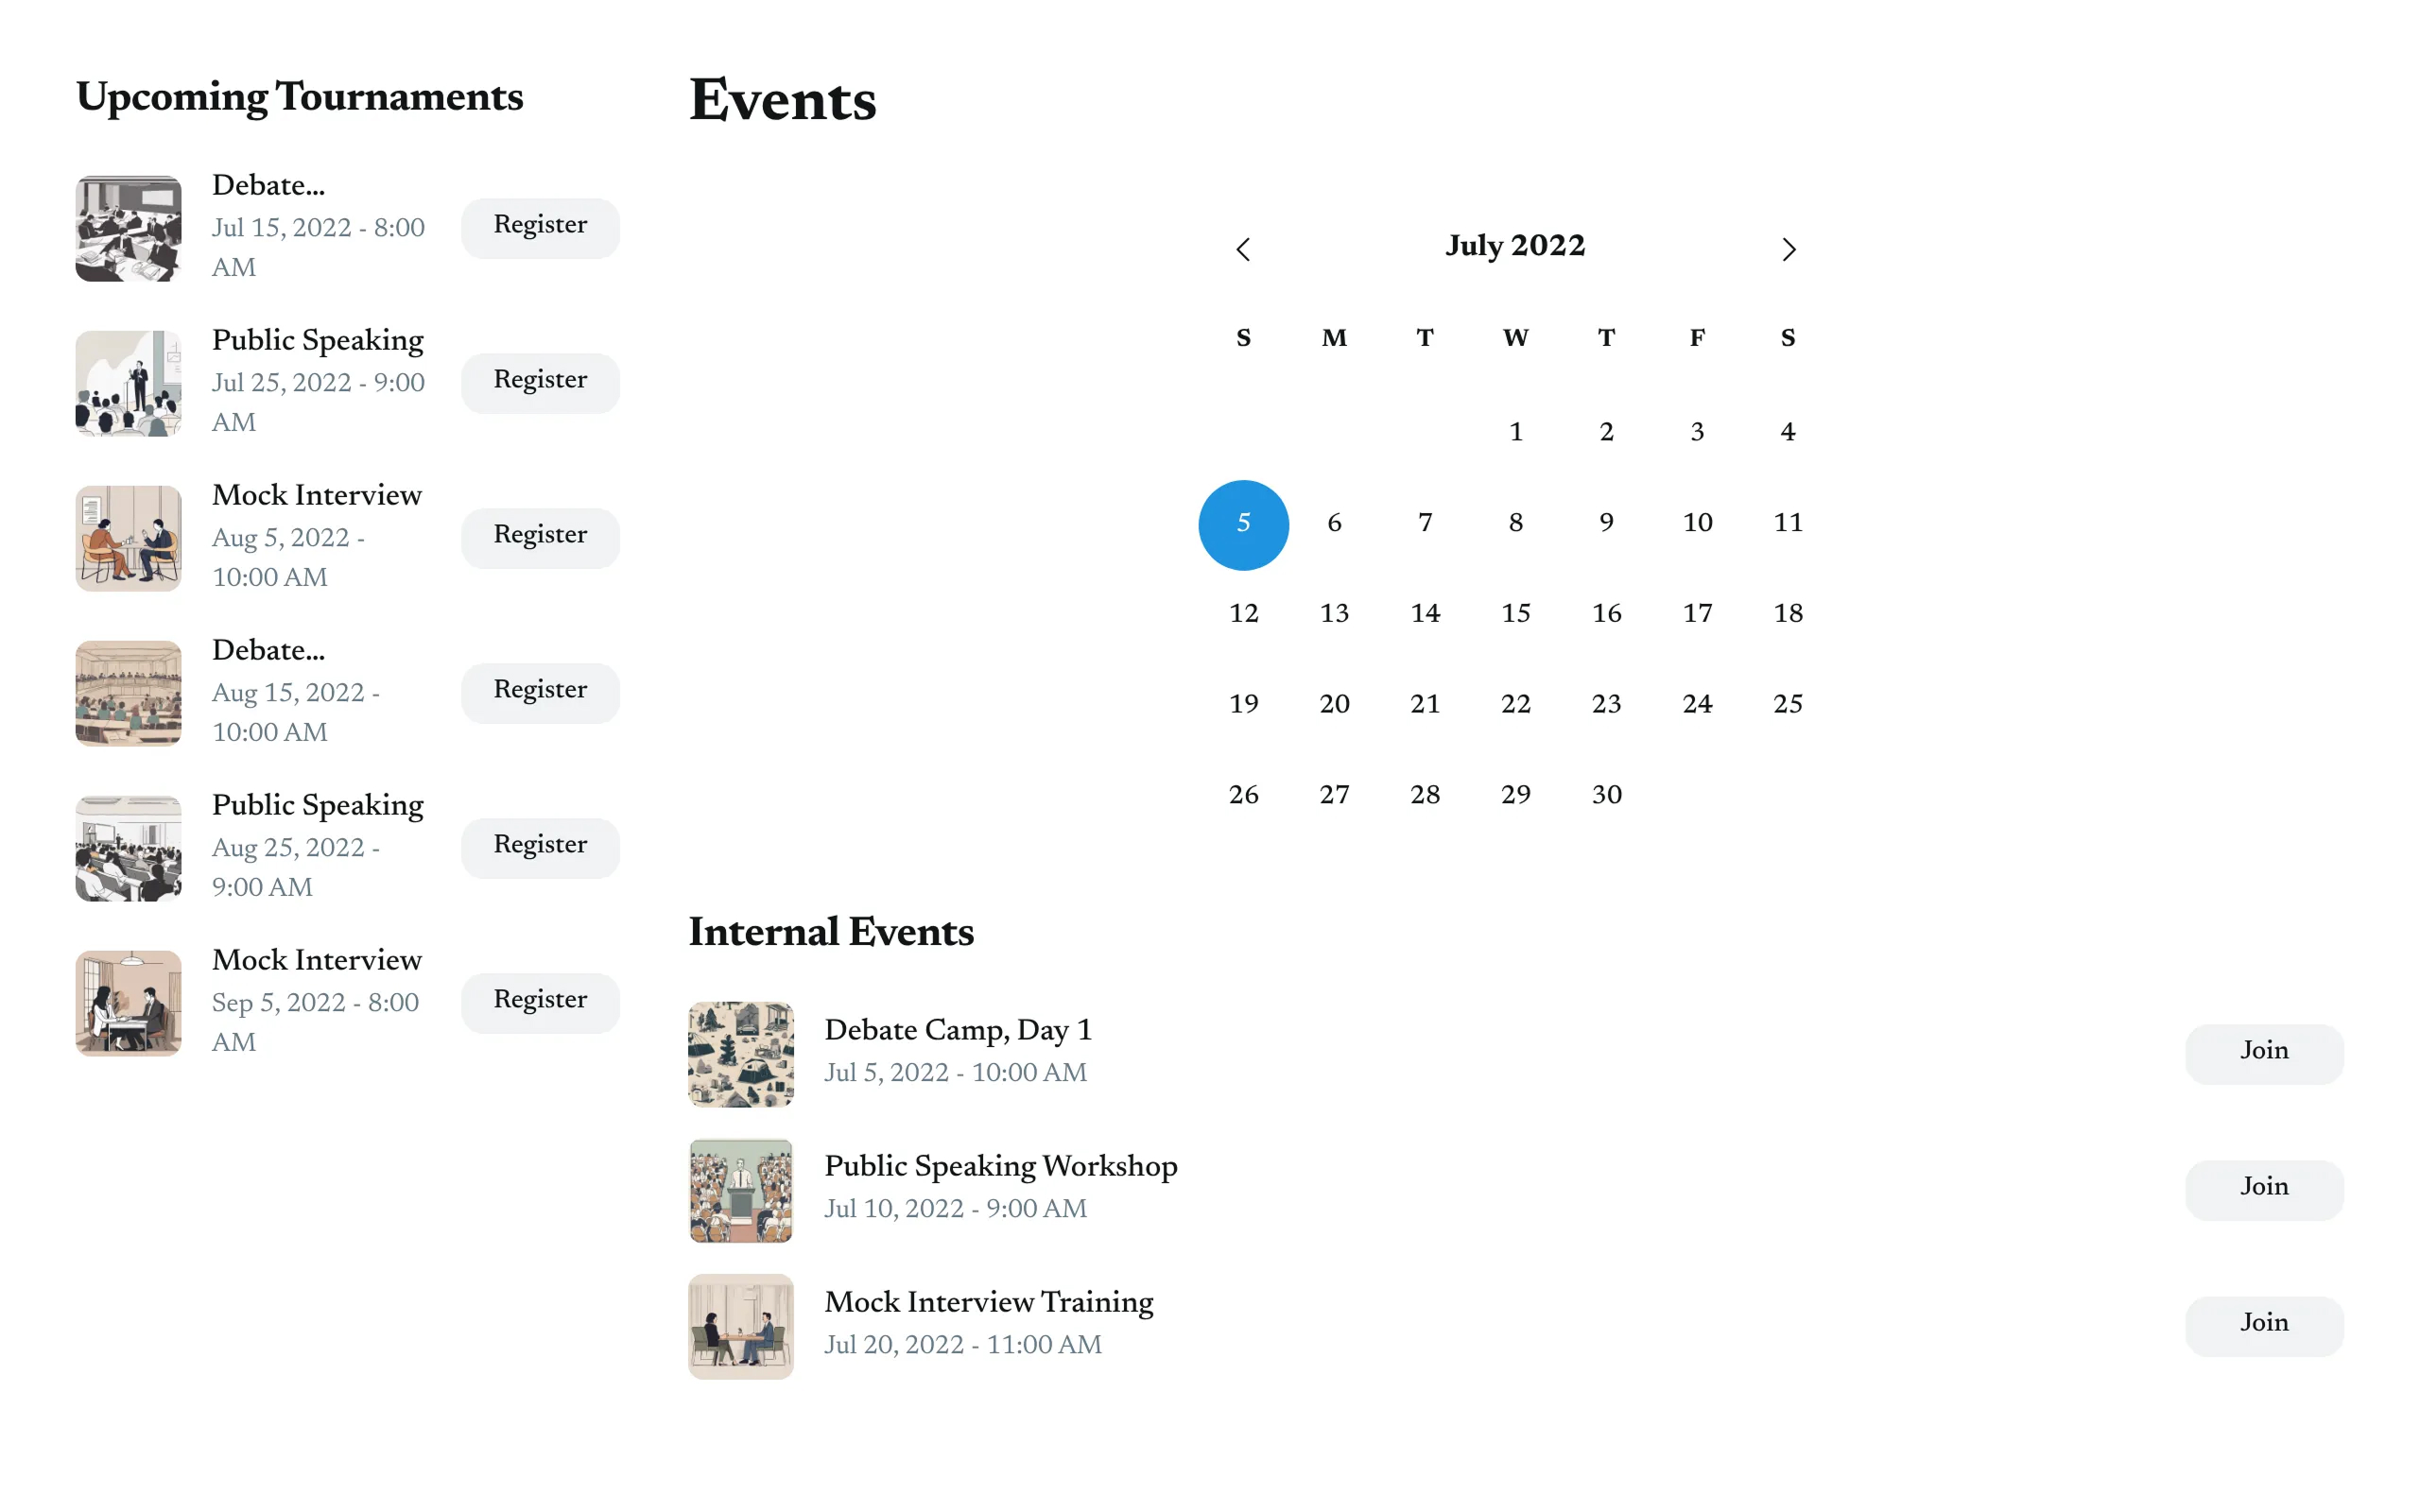 Upcoming Tournaments
Debate...
Jul 15, 2022 - 8:00
AM
Register
Public Speaking
Jul 25, 2022 - 9:00
AM
Register
Mock Interview
Aug 5, 2022 -
10:00 AM
Register
Debate...
Aug 15, 2022 -
10:00 AM
Register
Public Speaking
Aug 25, 2022 -
9:00 AM
Register
Mock Interview
Sep 5, 2022 - 8:00
AM
Register
Events
July 2022
S M T W T F S
1 2 3 4
5 6 7 8 9 10 11
12 13 14 15 16 17 18
19 20 21 22 23 24 25
26 27 28 29 30
Internal Events
Debate Camp, Day 1
Jul 5, 2022 - 10:00 AM
Join
Public Speaking Workshop
Jul 10, 2022 - 9:00 AM
Join
Mock Interview Training
Jul 20, 2022 - 11:00 AM
Join